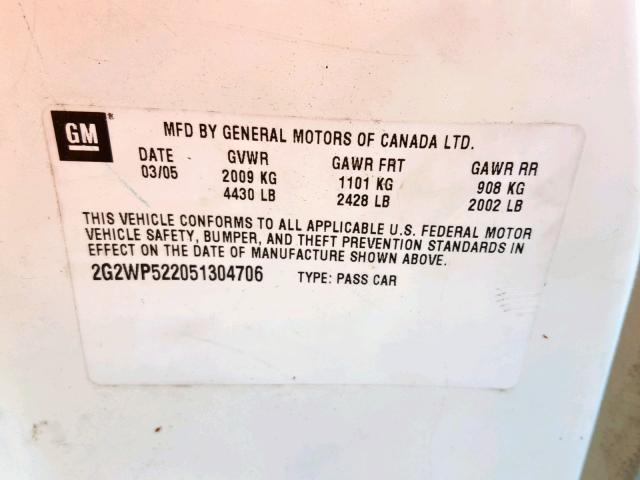 GM ®
MFD BY GENERAL MOTORS OF CANADA LTD.
DATE GVWR GAWR FRT GAWR RR
03/05 2009 KG 1101 KG 908 KG
4430 LB 2428 LB 2002 LB
THIS VEHICLE CONFORMS TO ALL APPLICABLE U.S. FEDERAL MOTOR
VEHICLE SAFETY, BUMPER, AND THEFT PREVENTION STANDARDS IN
EFFECT ON THE DATE OF MANUFACTURE SHOWN ABOVE.
2G2WP522051304706 TYPE: PASS CAR